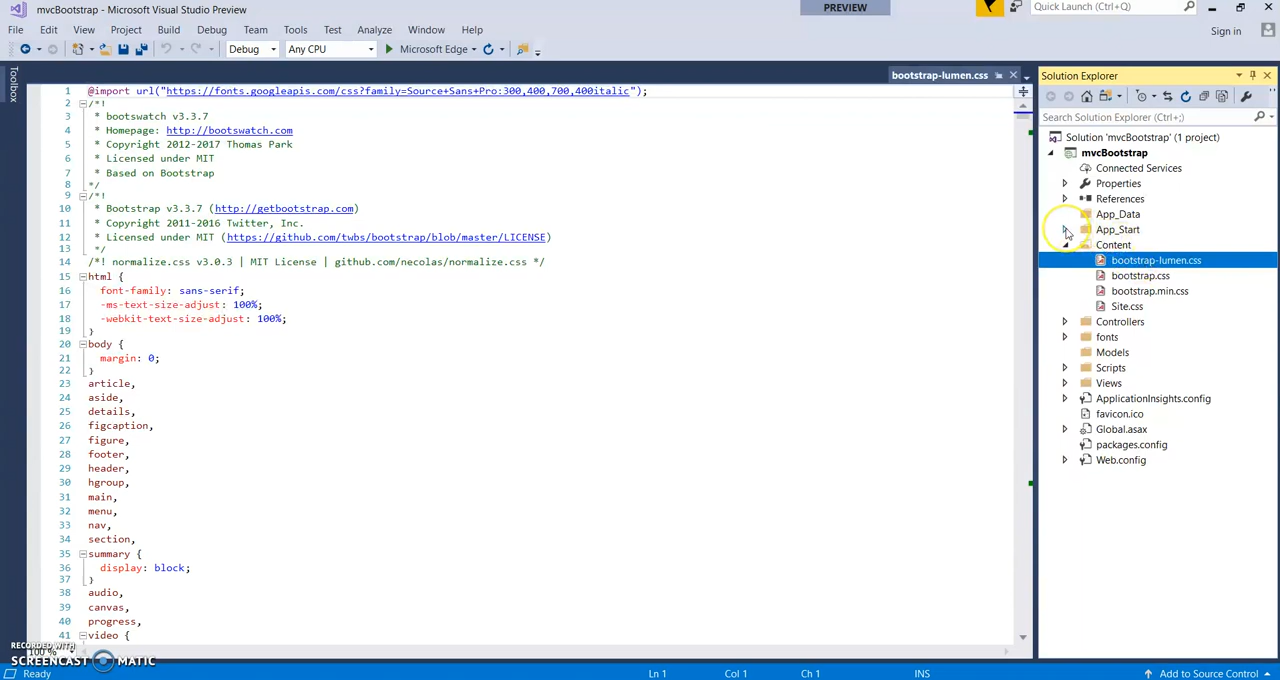 mvcBootstrap - Microsoft Visual Studio Preview
PREVIEW
Quick Launch (Ctrl+Q)
File Edit View Project Build Debug Team Tools Test Analyze Window Help
Sign in
Debug Any CPU Microsoft Edge
Toolbox
bootstrap-lumen.css
1 @import url("https://fonts.googleapis.com/css?family=Source+Sans+Pro:300,400,700,400italic");
2 /*!
3 * bootswatch v3.3.7
4 * Homepage: http://bootswatch.com
5 * Copyright 2012-2017 Thomas Park
6 * Licensed under MIT
7 * Based on Bootstrap
8 */
9 /*!
10 * Bootstrap v3.3.7 (http://getbootstrap.com)
11 * Copyright 2011-2016 Twitter, Inc.
12 * Licensed under MIT (https://github.com/twbs/bootstrap/blob/master/LICENSE)
13 */
14 /*! normalize.css v3.0.3 | MIT License | github.com/necolas/normalize.css */
15 html {
16 font-family: sans-serif;
17 -ms-text-size-adjust: 100%;
18 -webkit-text-size-adjust: 100%;
19 }
20 body {
21 margin: 0;
22 }
23 article,
24 aside,
25 details,
26 figcaption,
27 figure,
28 footer,
29 header,
30 hgroup,
31 main,
32 menu,
33 nav,
34 section,
35 summary {
36 display: block;
37 }
38 audio,
39 canvas,
40 progress,
41 video {
100 %
RECORDED WITH
SCREENCAST MATIC
Solution Explorer
Search Solution Explorer (Ctrl+;)
Solution 'mvcBootstrap' (1 project)
mvcBootstrap
Connected Services
Properties
References
App_Data
App_Start
Content
bootstrap-lumen.css
bootstrap.css
bootstrap.min.css
Site.css
Controllers
fonts
Models
Scripts
Views
ApplicationInsights.config
favicon.ico
Global.asax
packages.config
Web.config
Ready
Ln 1 Col 1 Ch 1 INS
Add to Source Control